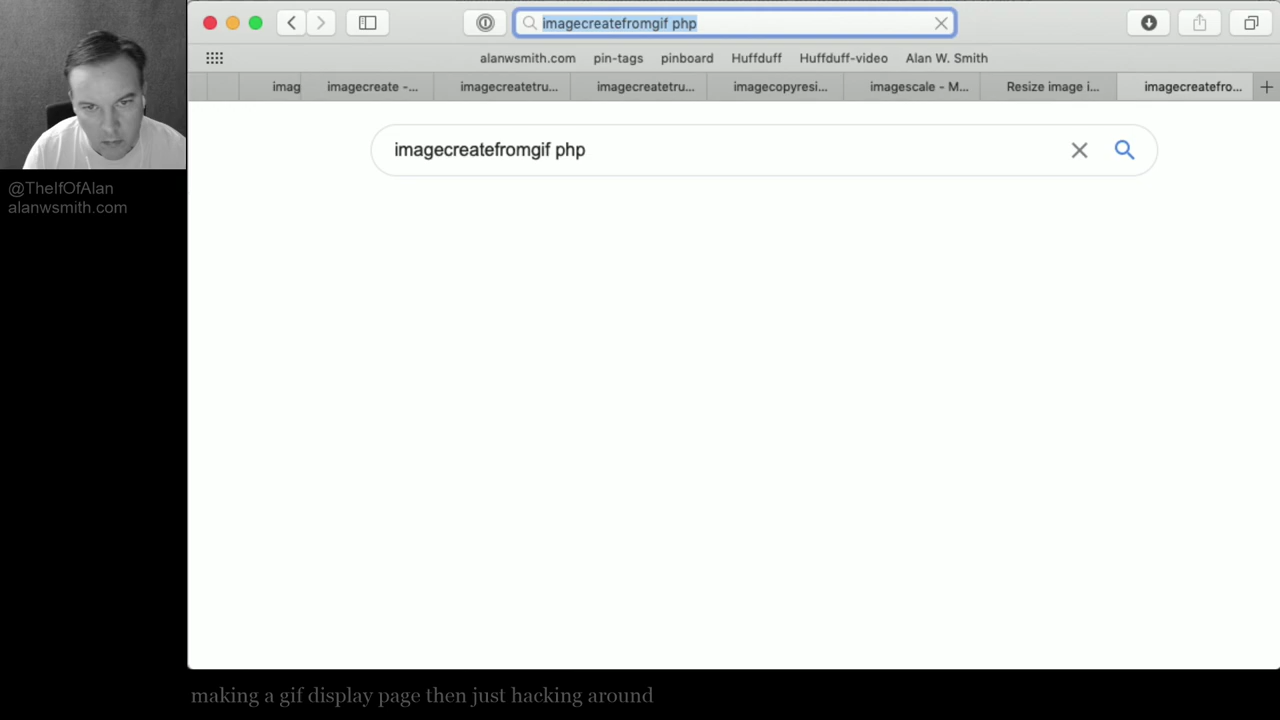 imagecreatefromgif php
alanwsmith.com pin-tags pinboard Huffduff Huffduff-video Alan W. Smith
imag imagecreate -... imagecreatetru... imagecreatetru... imagecopyresi... imagescale - M... Resize image i... imagecreatefro...
imagecreatefromgif php
@TheIfOfAlan
alanwsmith.com
making a gif display page then just hacking around